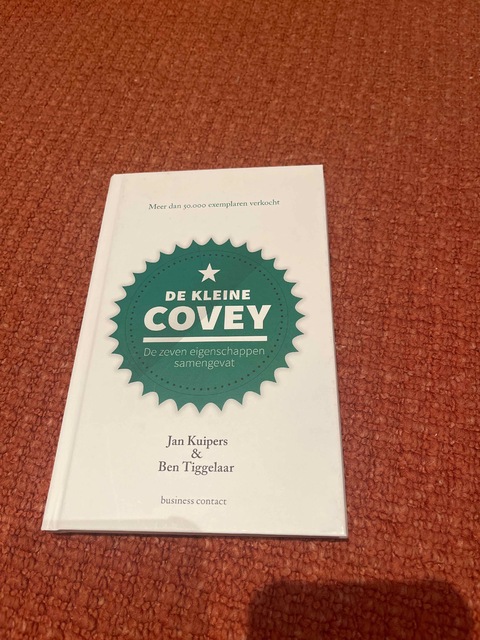 Meer dan 50.000 exemplaren verkocht
DE KLEINE
COVEY
De zeven eigenschappen
samengevat
Jan Kuipers
&
Ben Tiggelaar
business contact